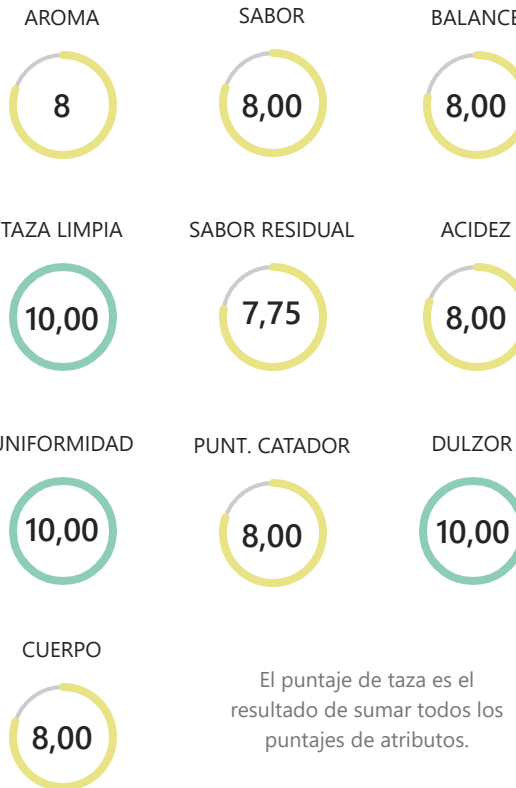 AROMA
SABOR
BALANCE
8
8,00
8,00
TAZA LIMPIA
SABOR RESIDUAL
ACIDEZ
10,00
7,75
8,00
UNIFORMIDAD
PUNT. CATADOR
DULZOR
10,00
8,00
10,00
CUERPO
8,00
El puntaje de taza es el
resultado de sumar todos los
puntajes de atributos.